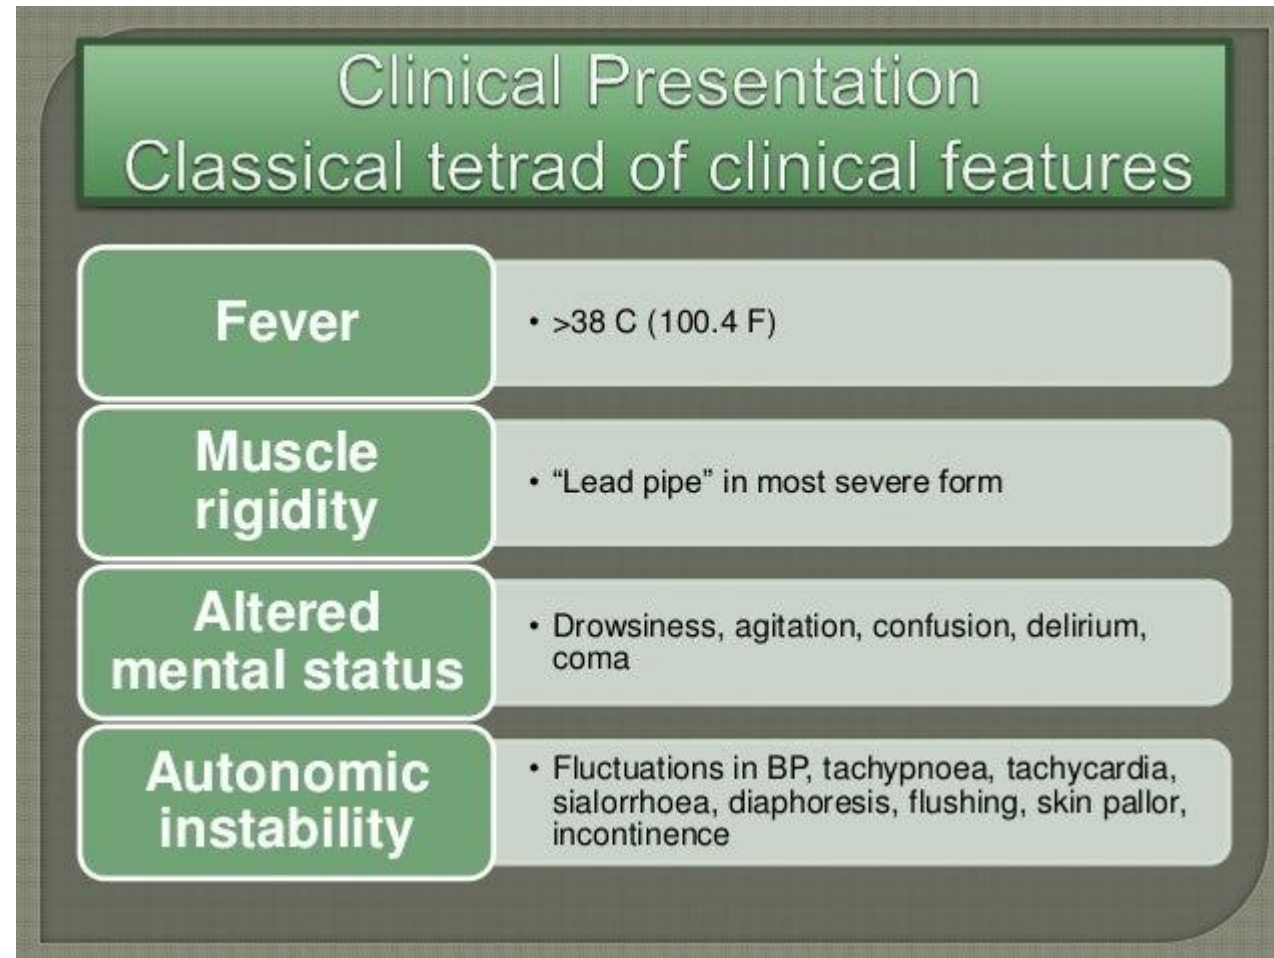 Clinical Presentation
Classical tetrad of clinical features
Fever
• >38 C (100.4 F)
Muscle
rigidity
• “Lead pipe” in most severe form
Altered
mental status
• Drowsiness, agitation, confusion, delirium,
coma
Autonomic
instability
• Fluctuations in BP, tachypnoea, tachycardia,
sialorrhoea, diaphoresis, flushing, skin pallor,
incontinence